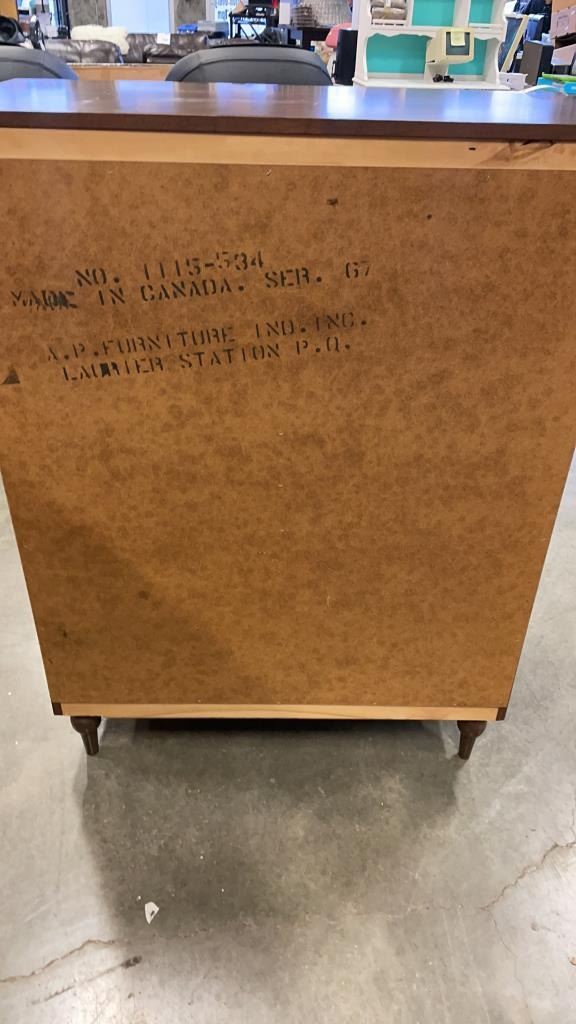 NO. 1115-534
MADE IN CANADA. SER. 67
A.P. FURNITURE IND. INC.
LAURIER STATION P.Q.